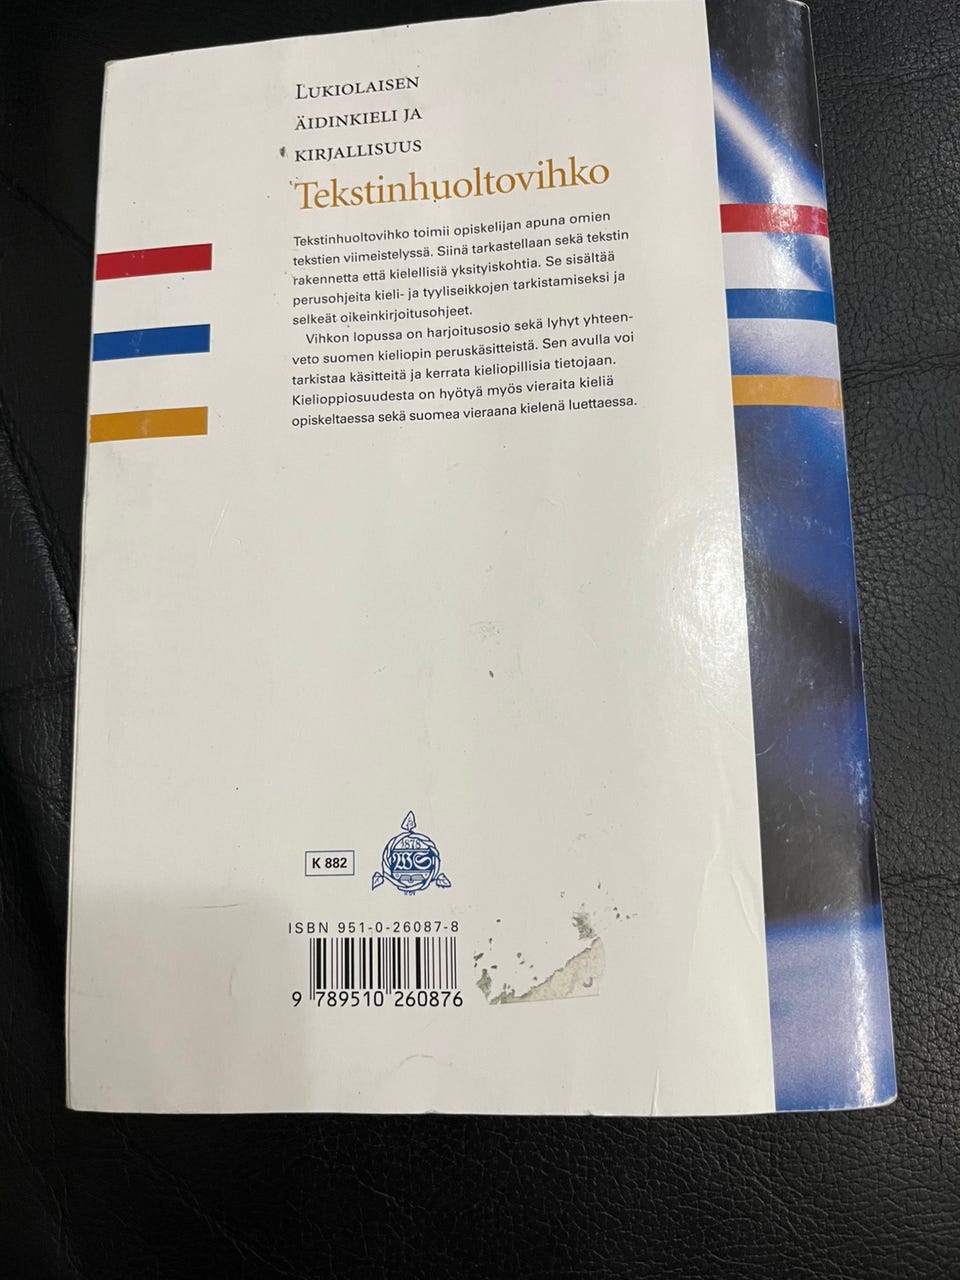 LUKIOLAISEN
ÄIDINKIELI JA
KIRJALLISUUS
Tekstinhuoltovihko
Tekstinhuoltovihko toimii opiskelijan apuna omien
tekstien viimeistelyssä. Siinä tarkastellaan sekä tekstin
rakennetta että kielellisiä yksityiskohtia. Se sisältää
perusohjeita kieli- ja tyyliseikkojen tarkistamiseksi ja
selkeät oikeinkirjoitusohjeet.
Vihkon lopussa on harjoitusosio sekä lyhyt yhteen-
veto suomen kieliopin peruskäsitteistä. Sen avulla voi
tarkistaa käsitteitä ja kerrata kieliopillisia tietojaan.
Kielioppiosuudesta on hyötyä myös vieraita kieliä
opiskeltaessa sekä suomea vieraana kielenä luettaessa.
1878
WS
K 882
ISBN 951-0-26087-8
9 789510 260876